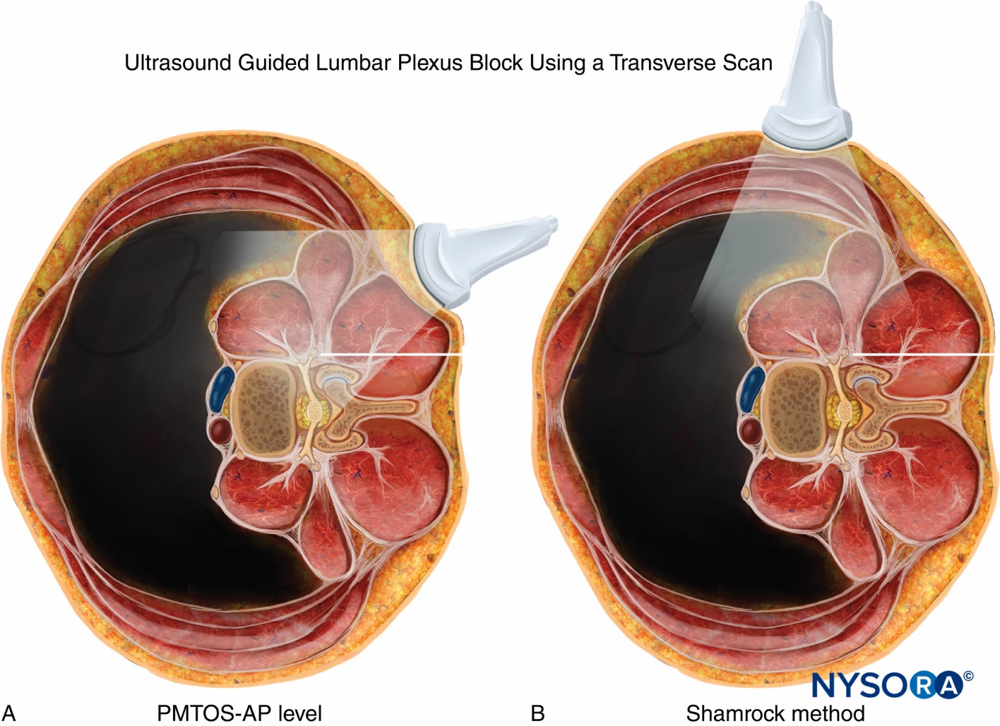 Ultrasound Guided Lumbar Plexus Block Using a Transverse Scan
NYSORA©
A
PMTOS-AP level
B
Shamrock method